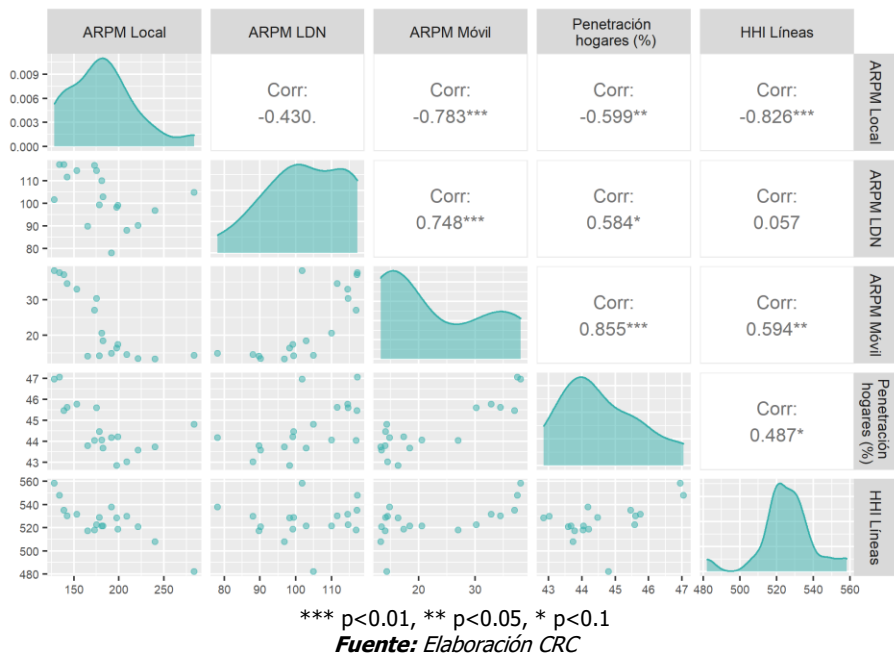 ARPM Local
ARPM LDN
ARPM Móvil
Penetración
hogares (%)
HHI Líneas
0.009
0.006
0.003
0.000
Corr:
-0.430.
Corr:
-0.783***
Corr:
-0.599**
Corr:
-0.826***
ARPM Local
110
100
90
80
Corr:
0.748***
Corr:
0.584*
Corr:
0.057
ARPM LDN
30
20
Corr:
0.855***
Corr:
0.594**
ARPM Móvil
47
46
45
44
43
Corr:
0.487*
Penetración
hogares (%)
560
540
520
500
480
HHI Líneas
150 200 250
80 90 100 110
20 30
43 44 45 46 47
480 500 520 540 560
*** p<0.01, ** p<0.05, * p<0.1
Fuente: Elaboración CRC